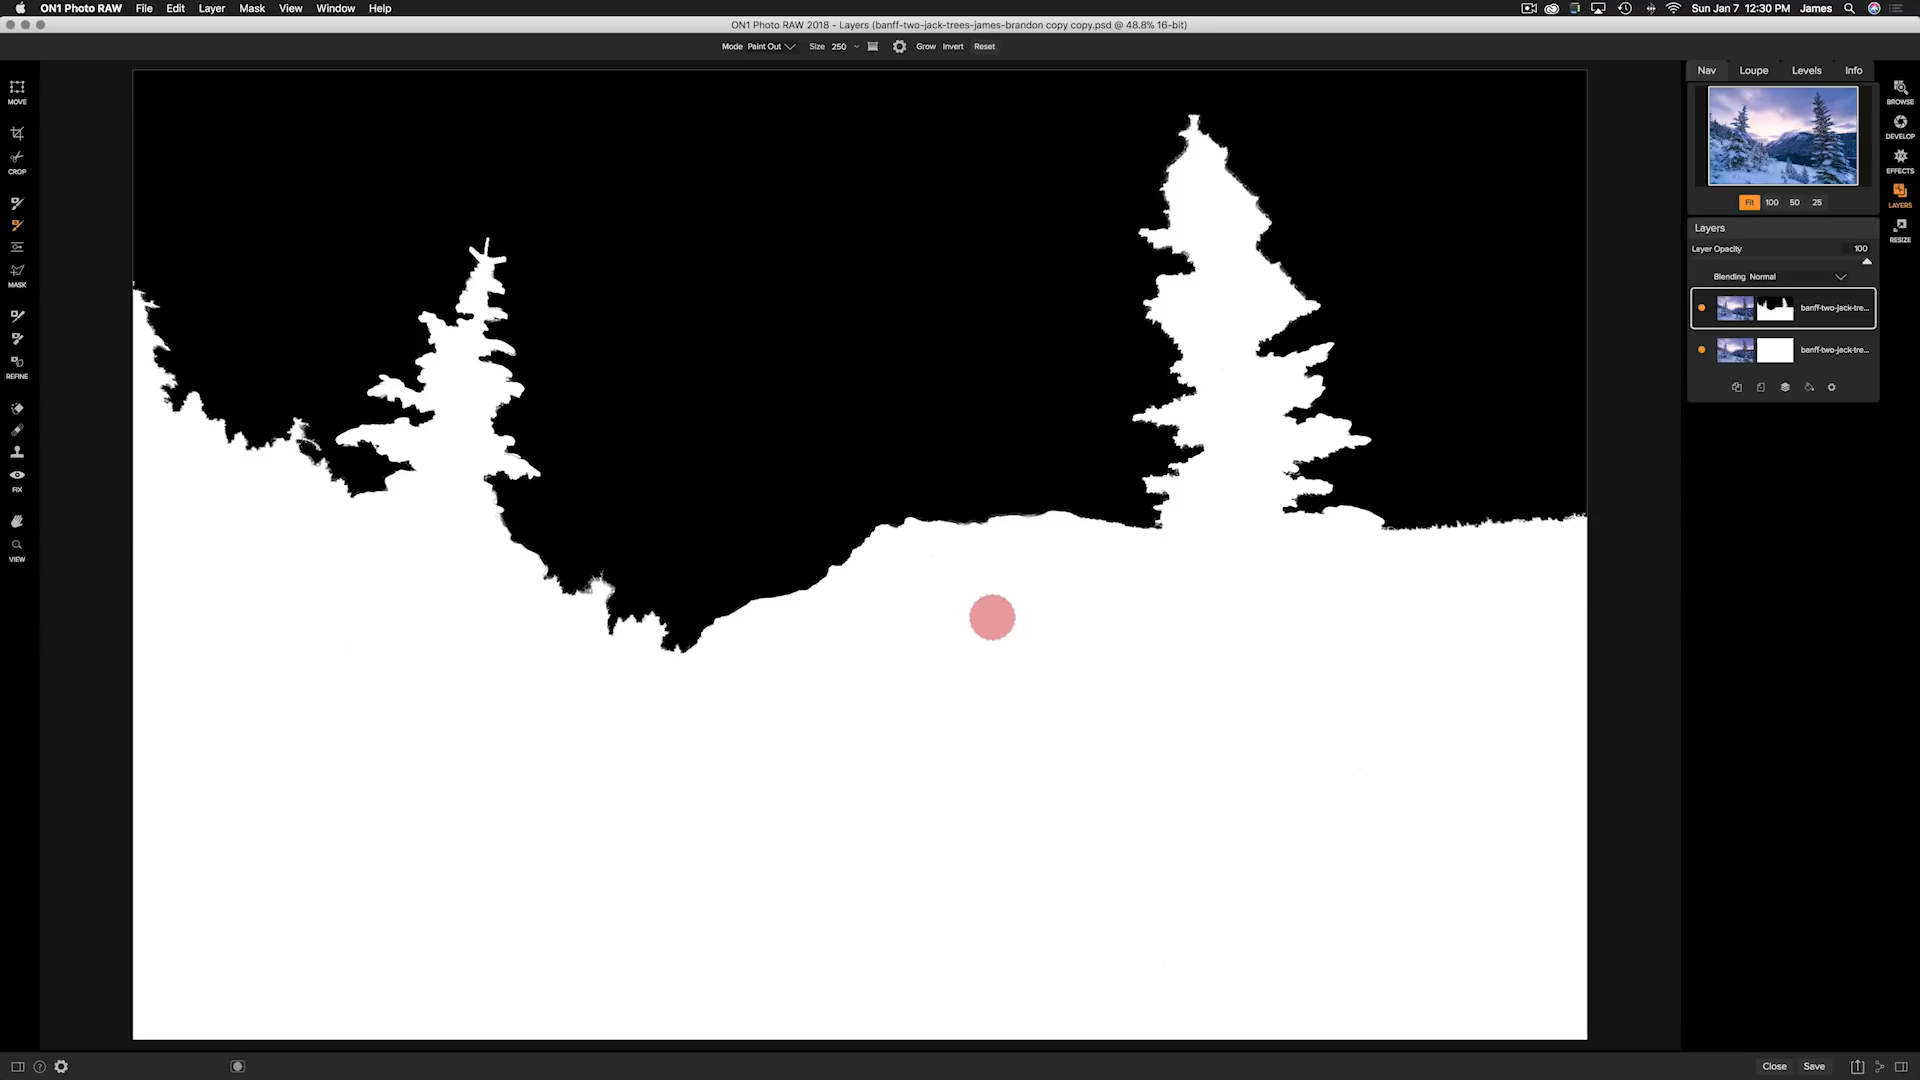 ON1 Photo RAW File Edit Layer Mask View Window Help Sun Jan 7 12:30 PM James
ON1 Photo RAW 2018 - Layers (banff-two-jack-trees-james-brandon copy copy.psd @ 48.8% 16-bit)
Mode Paint Out Size 250 Grow Invert Reset
MOVE
CROP
MASK
REFINE
FIX
VIEW
Nav Loupe Levels Info
Fit 100 50 25
Layers
Layer Opacity 100
Blending Normal
banff-two-jack-tre...
banff-two-jack-tre...
BROWSE
DEVELOP
EFFECTS
LAYERS
RESIZE
? Close Save